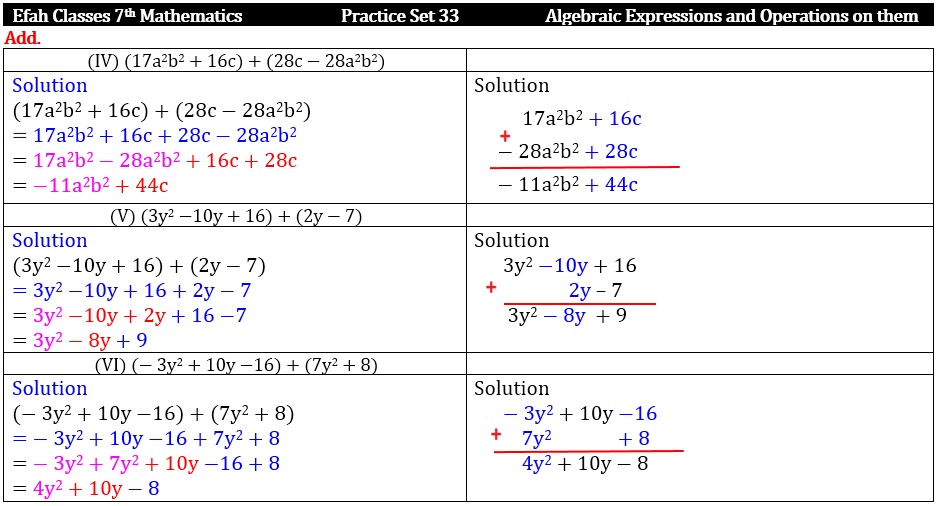 Efah Classes 7th Mathematics Practice Set 33 Algebraic Expressions and Operations on them
Add.
(IV) (17a²b² + 16c) + (28c − 28a²b²)
Solution
(17a²b² + 16c) + (28c − 28a²b²)
= 17a²b² + 16c + 28c − 28a²b²
= 17a²b² − 28a²b² + 16c + 28c
= −11a²b² + 44c
Solution
17a²b² + 16c
+
− 28a²b² + 28c
− 11a²b² + 44c
(V) (3y² −10y + 16) + (2y − 7)
Solution
(3y² −10y + 16) + (2y − 7)
= 3y² −10y + 16 + 2y − 7
= 3y² −10y + 2y + 16 −7
= 3y² − 8y + 9
Solution
3y² −10y + 16
+ 2y – 7
3y² − 8y + 9
(VI) (− 3y² + 10y −16) + (7y² + 8)
Solution
(− 3y² + 10y −16) + (7y² + 8)
= − 3y² + 10y −16 + 7y² + 8
= − 3y² + 7y² + 10y −16 + 8
= 4y² + 10y − 8
Solution
− 3y² + 10y −16
+ 7y² + 8
4y² + 10y − 8